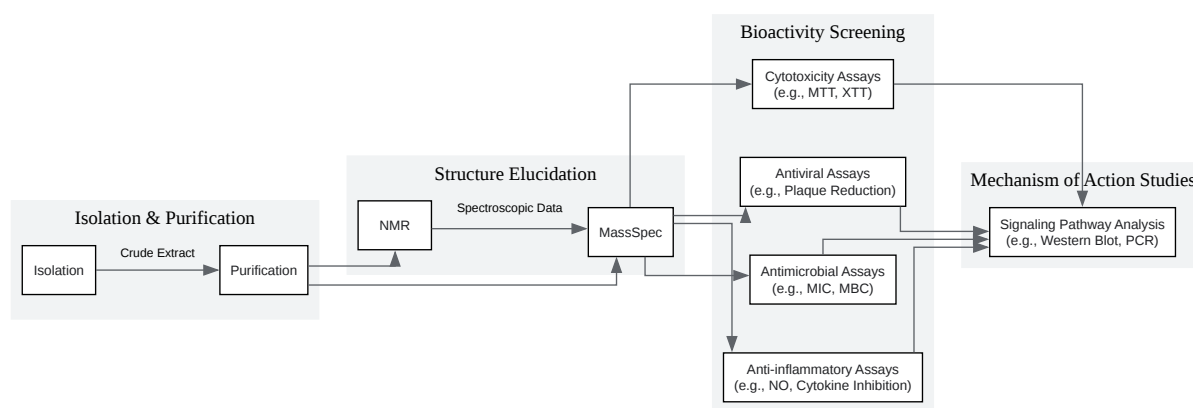 Isolation & Purification
Isolation
Crude Extract
Purification
Structure Elucidation
NMR
Spectroscopic Data
MassSpec
Bioactivity Screening
Cytotoxicity Assays
(e.g., MTT, XTT)
Antiviral Assays
(e.g., Plaque Reduction)
Antimicrobial Assays
(e.g., MIC, MBC)
Anti-inflammatory Assays
(e.g., NO, Cytokine Inhibition)
Mechanism of Action Studies
Signaling Pathway Analysis
(e.g., Western Blot, PCR)